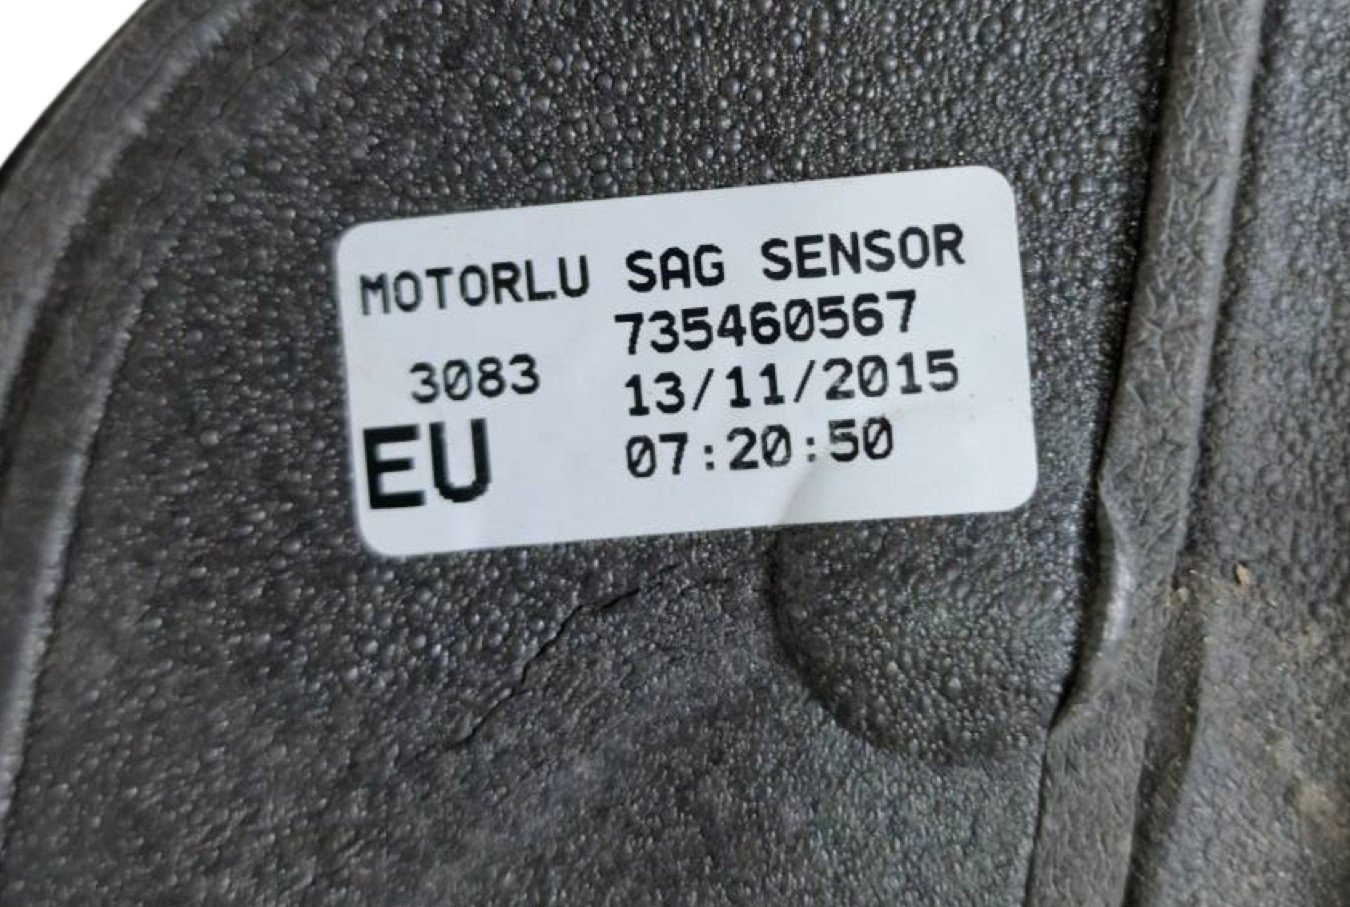 MOTORLU SAG SENSOR
735460567
3083 13/11/2015
EU 07:20:50